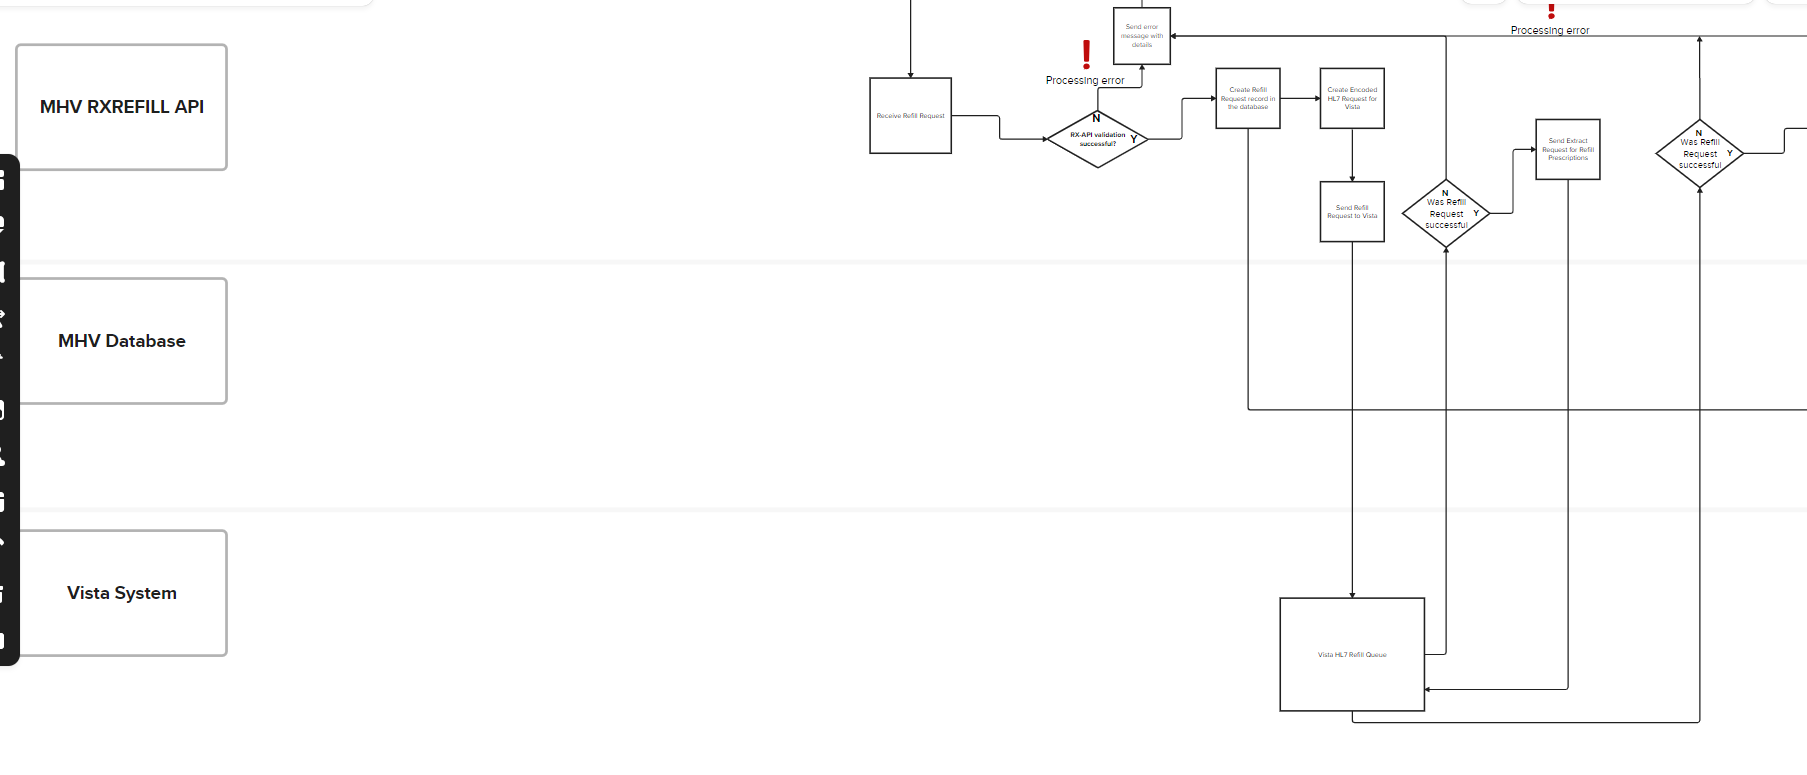 Send error
message with
details
Processing error
Processing error
MHV RXREFILL API
Receive Refill Request
N
RX-API validation
successful?
Y
Create Refill
Request record in
the database
Create Encoded
HL7 Request for
Vista
Send Extract
Request for Refill
Prescriptions
N
Was Refill
Request
successful
Y
Send Refill
Request to Vista
N
Was Refill
Request
successful
Y
MHV Database
Vista System
Vista HL7 Refill Queue